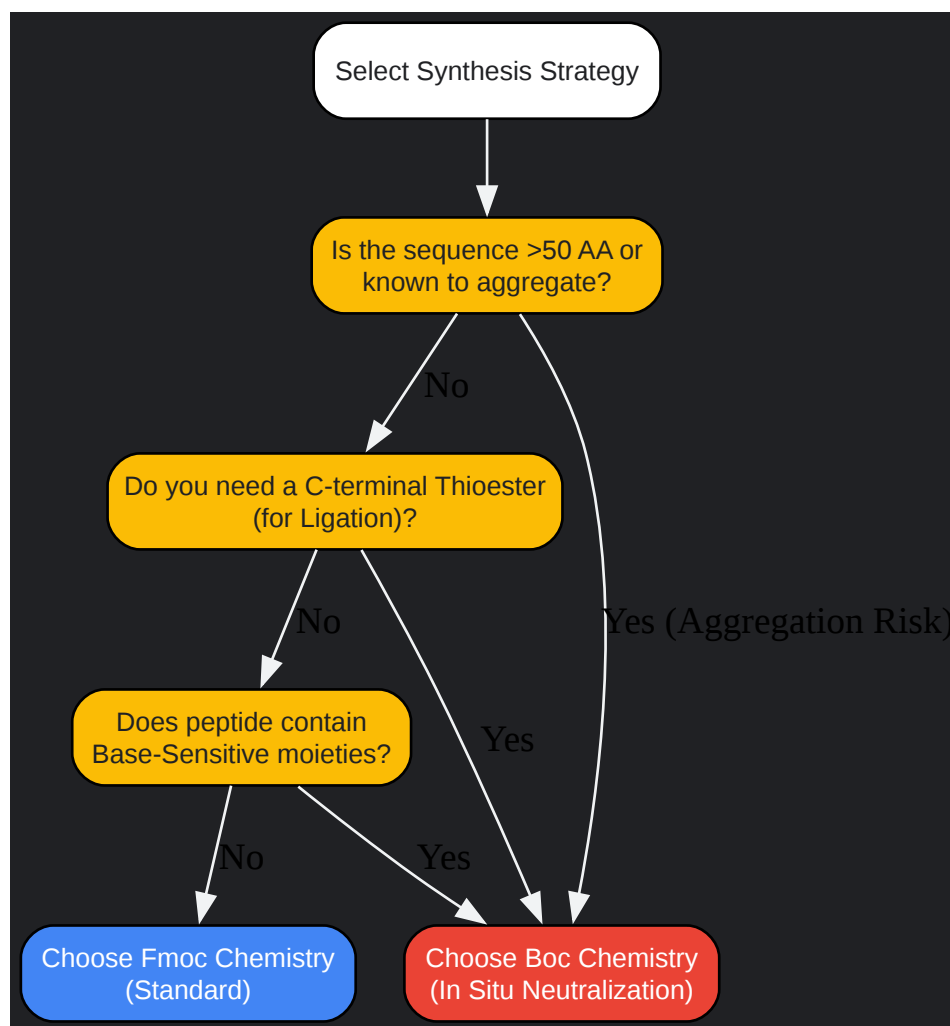 Select Synthesis Strategy
Is the sequence >50 AA or
known to aggregate?
No
Do you need a C-terminal Thioester
(for Ligation)?
No
Yes (Aggregation Risk)
Does peptide contain
Base-Sensitive moieties?
Yes
No
Yes
Choose Fmoc Chemistry
(Standard)
Choose Boc Chemistry
(In Situ Neutralization)